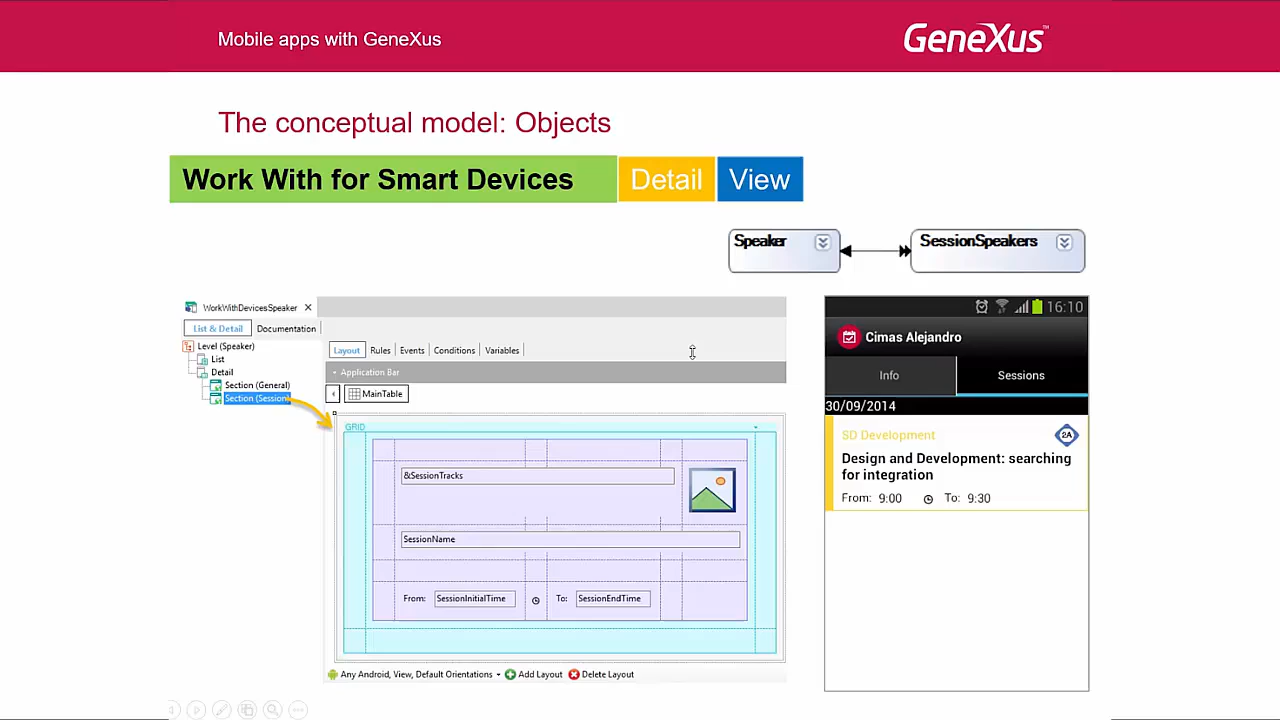 Mobile apps with GeneXus
GeneXus™
The conceptual model: Objects
Work With for Smart Devices
Detail
View
Speaker
SessionSpeakers
WorkWithDevicesSpeaker
List & Detail
Documentation
Level (Speaker)
List
Detail
Section (General)
Section (Session
Layout
Rules
Events
Conditions
Variables
Application Bar
MainTable
GRID
&SessionTracks
SessionName
From:
SessionInitialTime
To:
SessionEndTime
Any Android, View, Default Orientations
Add Layout
Delete Layout
16:10
Cimas Alejandro
Info
Sessions
30/09/2014
SD Development
2A
Design and Development: searching
for integration
From: 9:00 To: 9:30